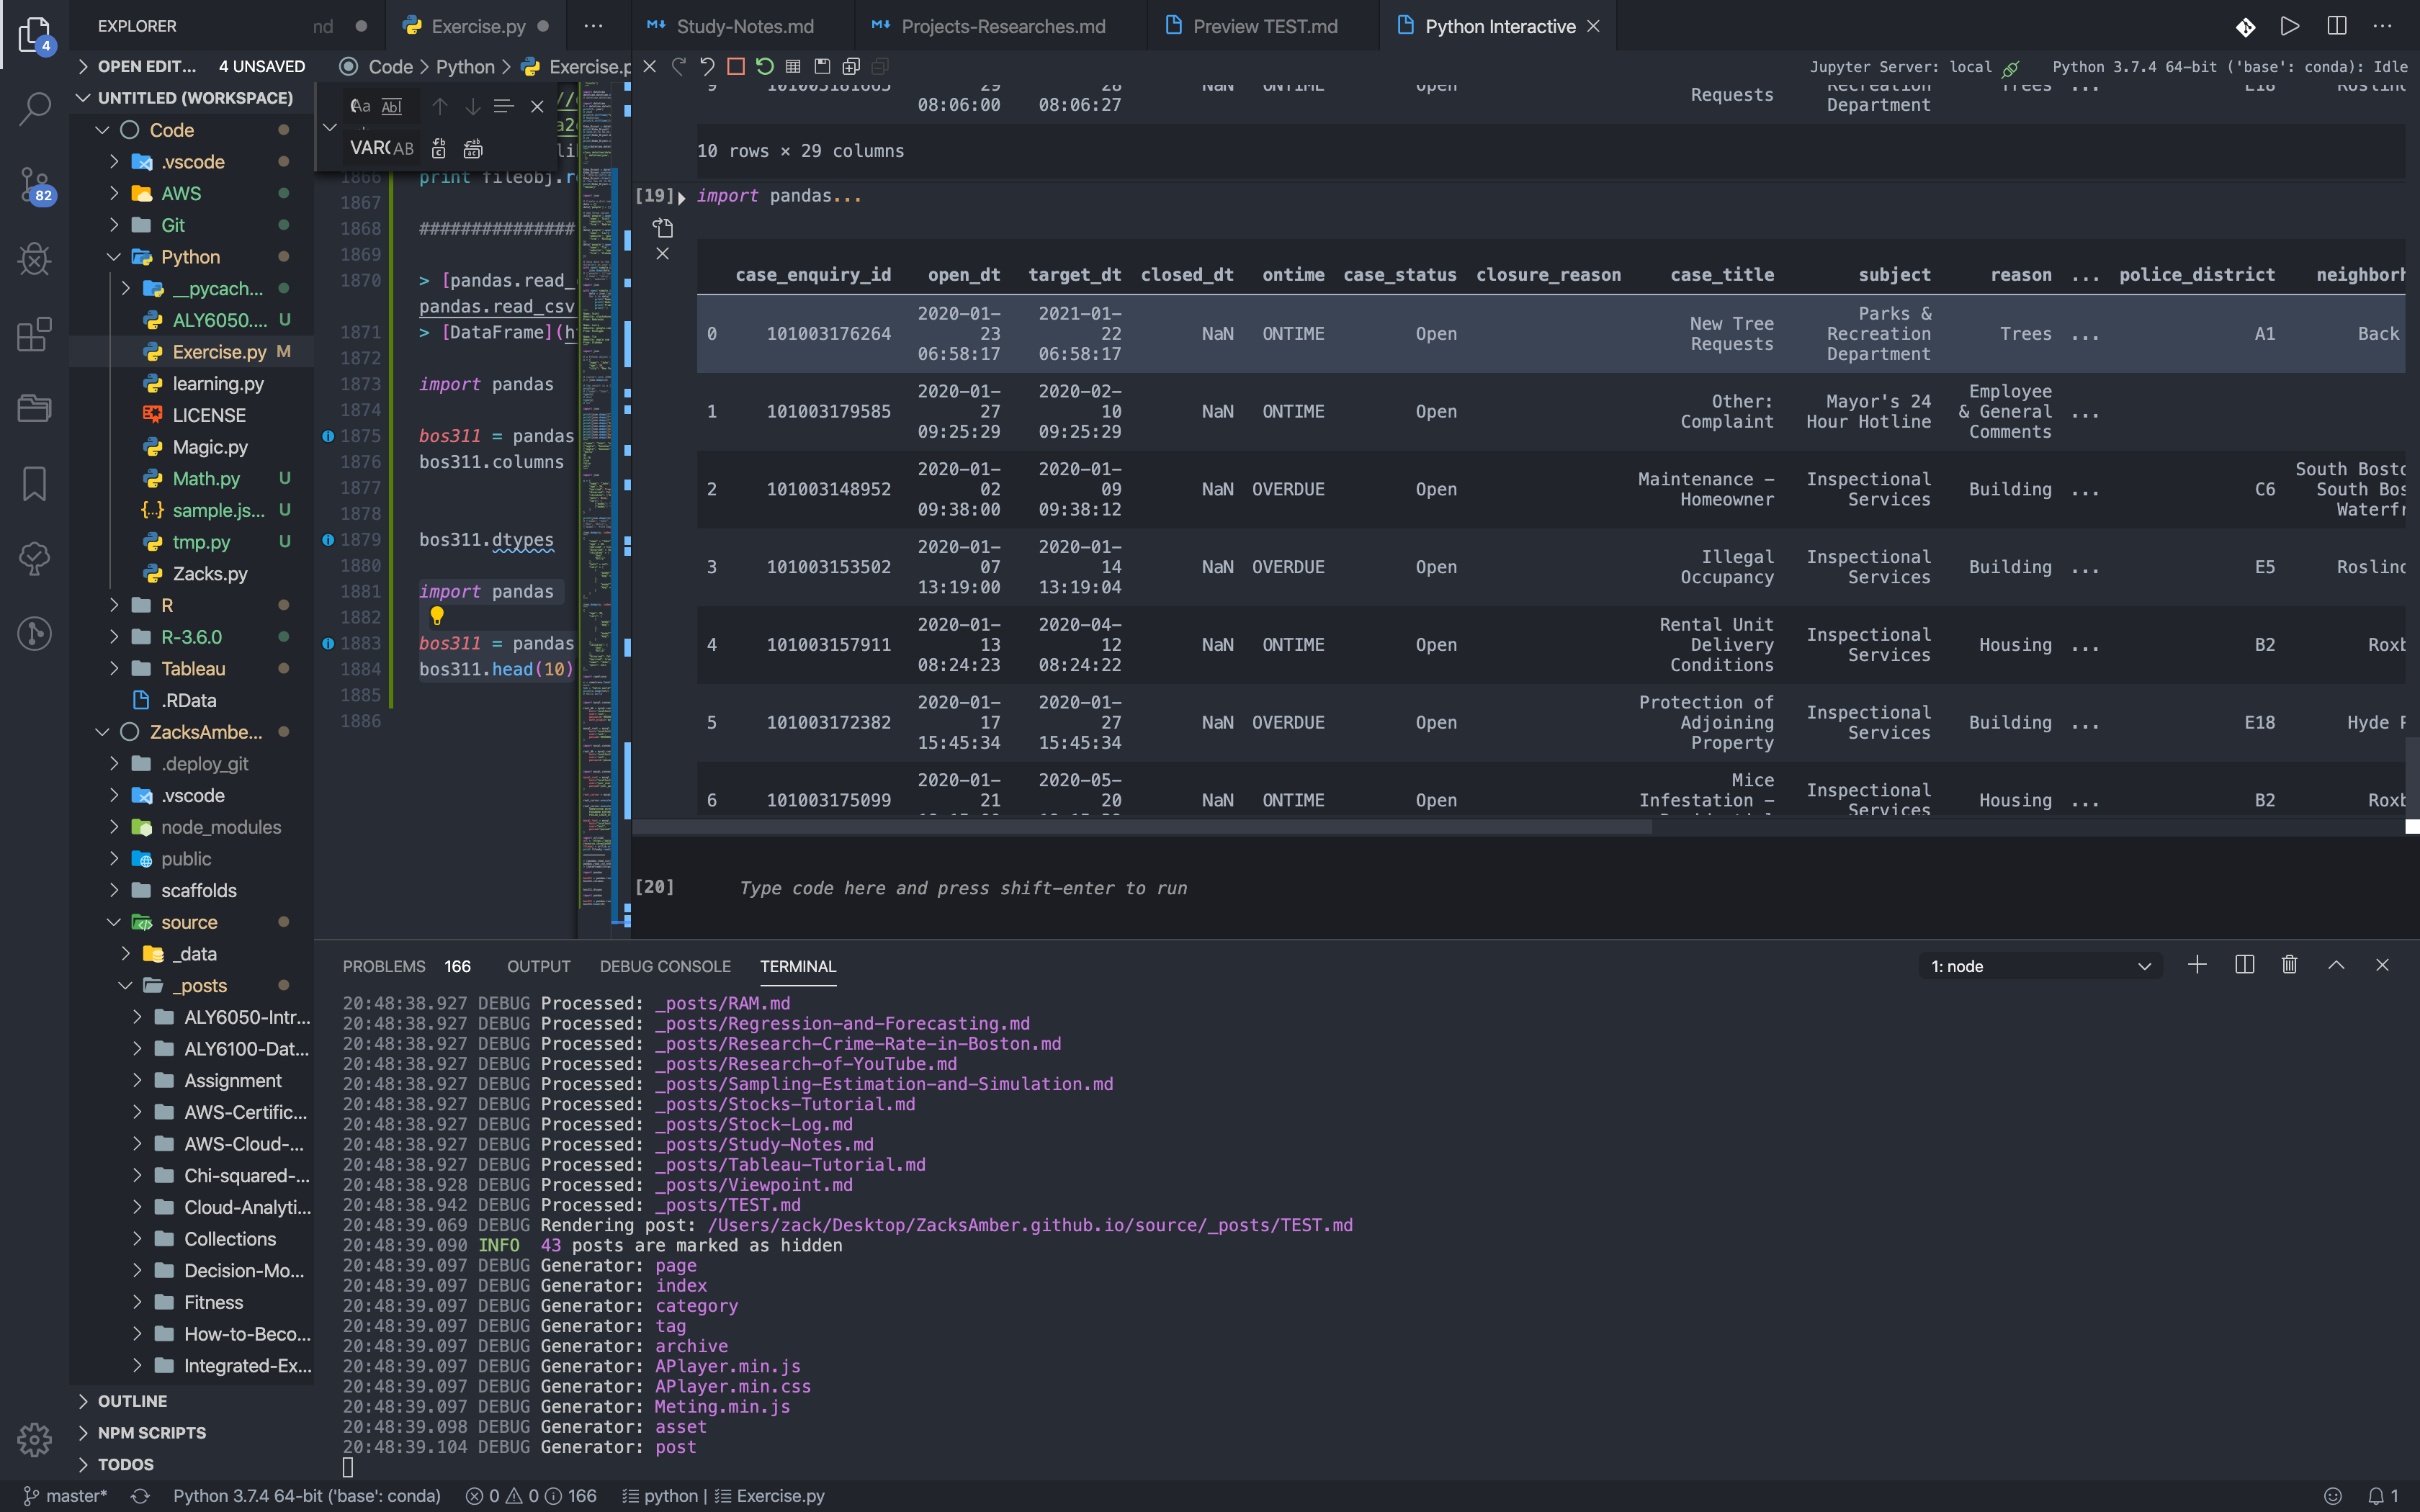 EXPLORER
4
OPEN EDIT... 4 UNSAVED
UNTITLED (WORKSPACE)
82
Code
.vscode
AWS
Git
Python
__pycach...
ALY6050.... U
Exercise.py M
learning.py
LICENSE
Magic.py
Math.py U
sample.js... U
tmp.py U
Zacks.py
R
R-3.6.0
Tableau
.RData
ZacksAmbe...
.deploy_git
.vscode
node_modules
public
scaffolds
source
_data
_posts
ALY6050-Intr...
ALY6100-Dat...
Assignment
AWS-Certific...
AWS-Cloud-...
Chi-squared-...
Cloud-Analyti...
Collections
Decision-Mo...
Fitness
How-to-Beco...
Integrated-Ex...
OUTLINE
NPM SCRIPTS
TODOS
nd Exercise.py ...
Code > Python > Exercise.p
Aa Abl
AB
1866 print fileobj.r
1867
1868 ###############
1869
1870 > [pandas.read_
pandas.read_csv
1871 > [DataFrame](h
1872
1873 import pandas
1874
1875 bos311 = pandas
1876 bos311.columns
1877
1878
1879 bos311.dtypes
1880
1881 import pandas
1882
1883 bos311 = pandas
1884 bos311.head(10)
1885
1886
Study-Notes.md Projects-Researches.md Preview TEST.md Python Interactive
Jupyter Server: local Python 3.7.4 64-bit ('base': conda): Idle
08:06:00 08:06:27 Requests Department
10 rows × 29 columns
[19] import pandas...
case_enquiry_id open_dt target_dt closed_dt ontime case_status closure_reason case_title subject reason ... police_district neighborh
0 101003176264 2020-01-23 06:58:17 2021-01-22 06:58:17 NaN ONTIME Open New Tree Requests Parks & Recreation Department Trees ... A1 Back
1 101003179585 2020-01-27 09:25:29 2020-02-10 09:25:29 NaN ONTIME Open Other: Complaint Mayor's 24 Hour Hotline Employee & General Comments ...
2 101003148952 2020-01-02 09:38:00 2020-01-09 09:38:12 NaN OVERDUE Open Maintenance - Homeowner Inspectional Services Building ... C6 South Bosto South Bos Waterfr
3 101003153502 2020-01-07 13:19:00 2020-01-14 13:19:04 NaN OVERDUE Open Illegal Occupancy Inspectional Services Building ... E5 Roslind
4 101003157911 2020-01-13 08:24:23 2020-04-12 08:24:22 NaN ONTIME Open Rental Unit Delivery Conditions Inspectional Services Housing ... B2 Roxb
5 101003172382 2020-01-17 15:45:34 2020-01-27 15:45:34 NaN OVERDUE Open Protection of Adjoining Property Inspectional Services Building ... E18 Hyde P
6 101003175099 2020-01-21 2020-05-20 NaN ONTIME Open Mice Infestation - Inspectional Services Housing ... B2 Roxb
[20] Type code here and press shift-enter to run
PROBLEMS 166 OUTPUT DEBUG CONSOLE TERMINAL 1: node
20:48:38.927 DEBUG Processed: _posts/RAM.md
20:48:38.927 DEBUG Processed: _posts/Regression-and-Forecasting.md
20:48:38.927 DEBUG Processed: _posts/Research-Crime-Rate-in-Boston.md
20:48:38.927 DEBUG Processed: _posts/Research-of-YouTube.md
20:48:38.927 DEBUG Processed: _posts/Sampling-Estimation-and-Simulation.md
20:48:38.927 DEBUG Processed: _posts/Stocks-Tutorial.md
20:48:38.927 DEBUG Processed: _posts/Stock-Log.md
20:48:38.927 DEBUG Processed: _posts/Study-Notes.md
20:48:38.927 DEBUG Processed: _posts/Tableau-Tutorial.md
20:48:38.928 DEBUG Processed: _posts/Viewpoint.md
20:48:38.942 DEBUG Processed: _posts/TEST.md
20:48:39.069 DEBUG Rendering post: /Users/zack/Desktop/ZacksAmber.github.io/source/_posts/TEST.md
20:48:39.090 INFO 43 posts are marked as hidden
20:48:39.097 DEBUG Generator: page
20:48:39.097 DEBUG Generator: index
20:48:39.097 DEBUG Generator: category
20:48:39.097 DEBUG Generator: tag
20:48:39.097 DEBUG Generator: archive
20:48:39.097 DEBUG Generator: APlayer.min.js
20:48:39.097 DEBUG Generator: APlayer.min.css
20:48:39.097 DEBUG Generator: Meting.min.js
20:48:39.098 DEBUG Generator: asset
20:48:39.104 DEBUG Generator: post
master* Python 3.7.4 64-bit ('base': conda) 0 0 166 python | Exercise.py 1